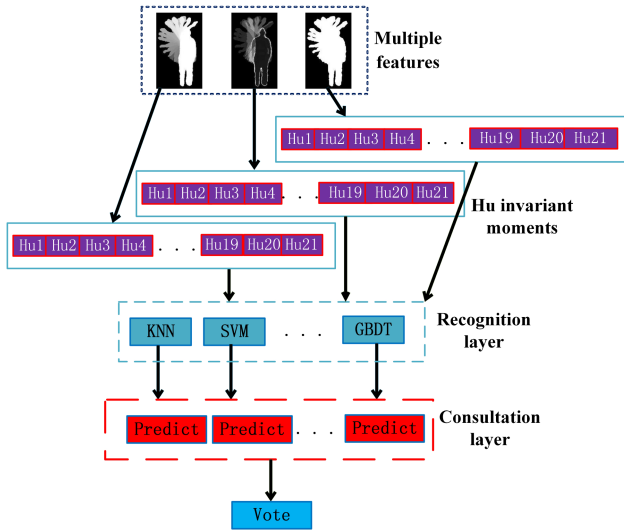 Multiple
features
Hu1 Hu2 Hu3 Hu4 . . . Hu19 Hu20 Hu21
Hu1 Hu2 Hu3 Hu4 . . . Hu19 Hu20 Hu21
Hu invariant
moments
Hu1 Hu2 Hu3 Hu4 . . . Hu19 Hu20 Hu21
KNN SVM . . . GBDT
Recognition
layer
Predict Predict . . . Predict
Consultation
layer
Vote